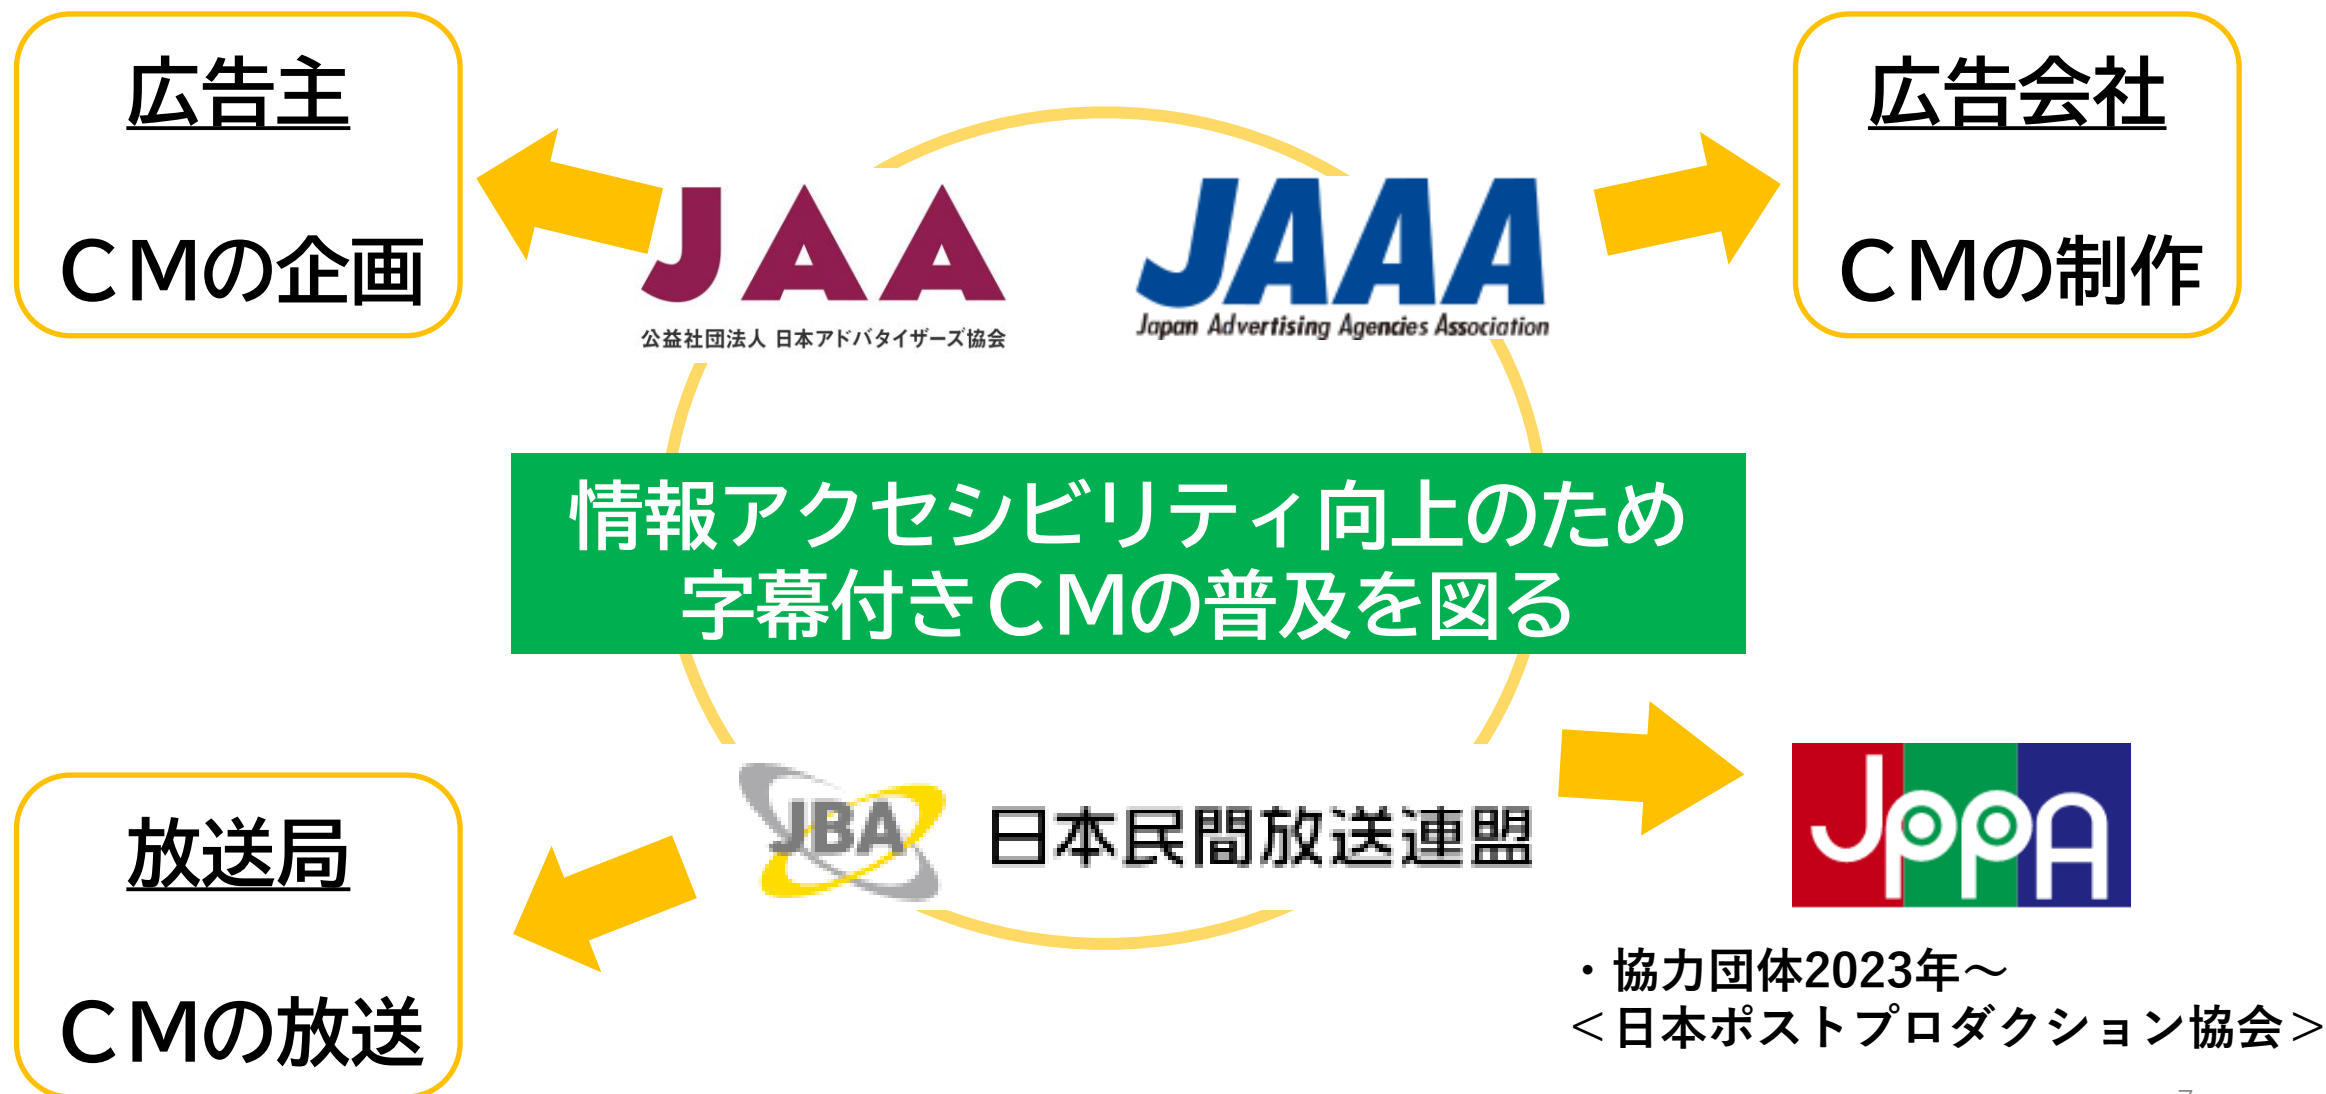 広告主
ＣＭの企画
JAA
公益社団法人 日本アドバタイザーズ協会
JAAA
Japan Advertising Agencies Association
広告会社
ＣＭの制作
情報アクセシビリティ向上のため
字幕付きＣＭの普及を図る
放送局
ＣＭの放送
JBA
日本民間放送連盟
JPPA
・協力団体2023年～
＜日本ポストプロダクション協会＞